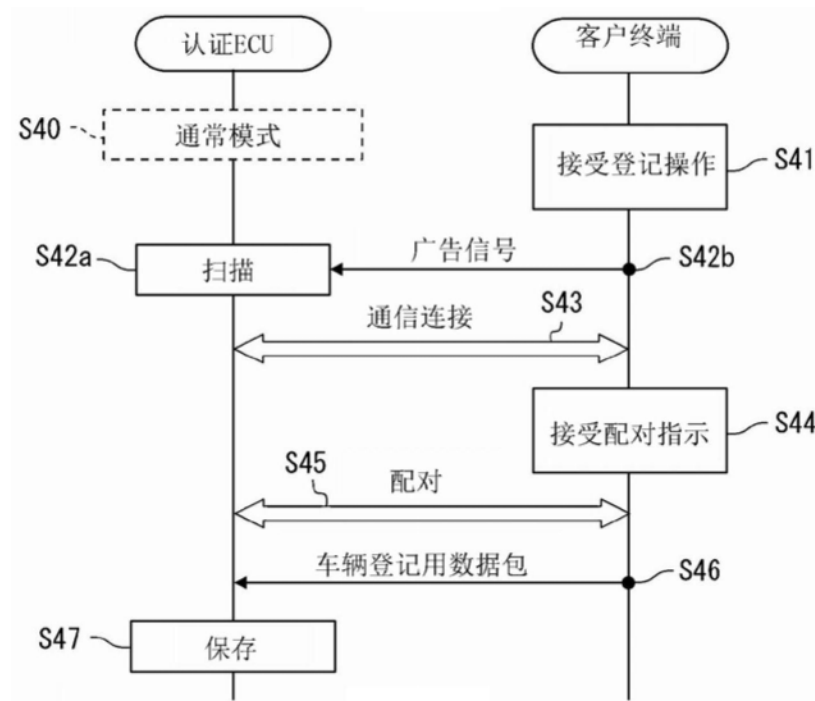 认证ECU
客户终端
S40
通常模式
接受登记操作
S41
S42a
扫描
广告信号
S42b
通信连接
S43
接受配对指示
S44
S45
配对
车辆登记用数据包
S46
S47
保存